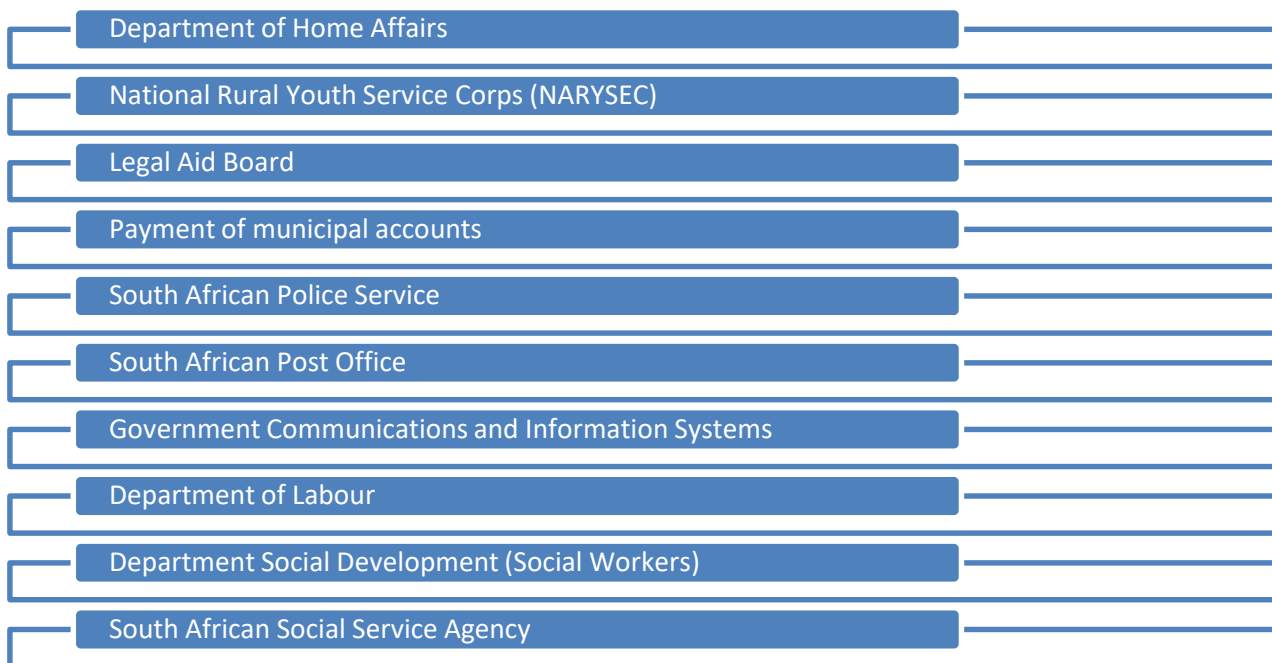 Department of Home Affairs
National Rural Youth Service Corps (NARYSEC)
Legal Aid Board
Payment of municipal accounts
South African Police Service
South African Post Office
Government Communications and Information Systems
Department of Labour
Department Social Development (Social Workers)
South African Social Service Agency